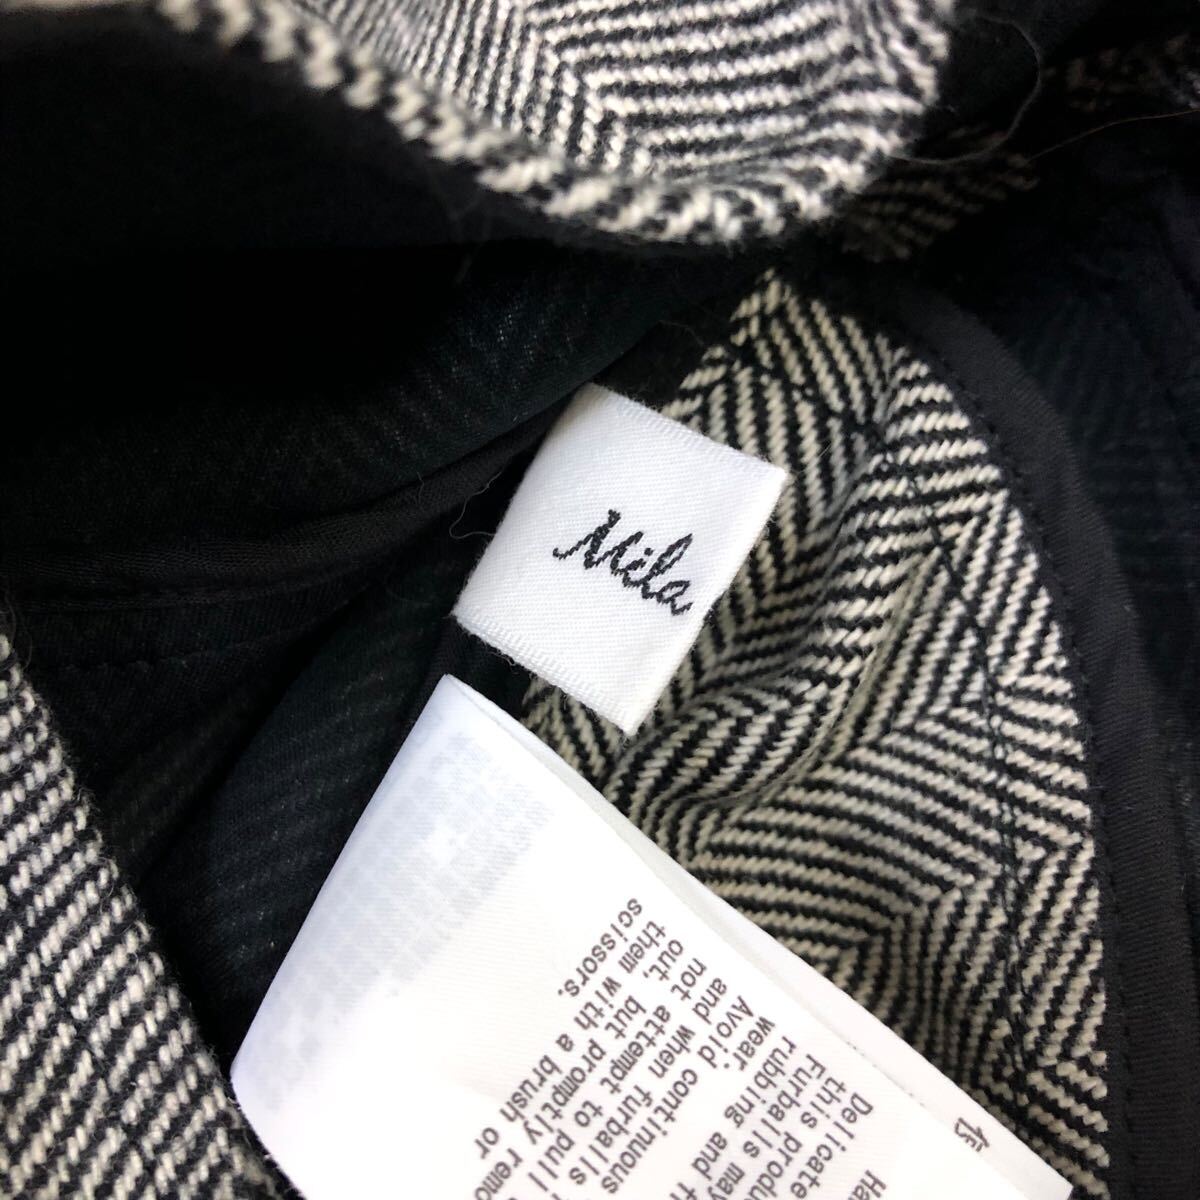 Mila
Delicate
this
Furballs may
rubbing and
wear.
Avoid continuous
and when furballs
not attempt to pull
out, but promptly
them with a brush or
scissors.